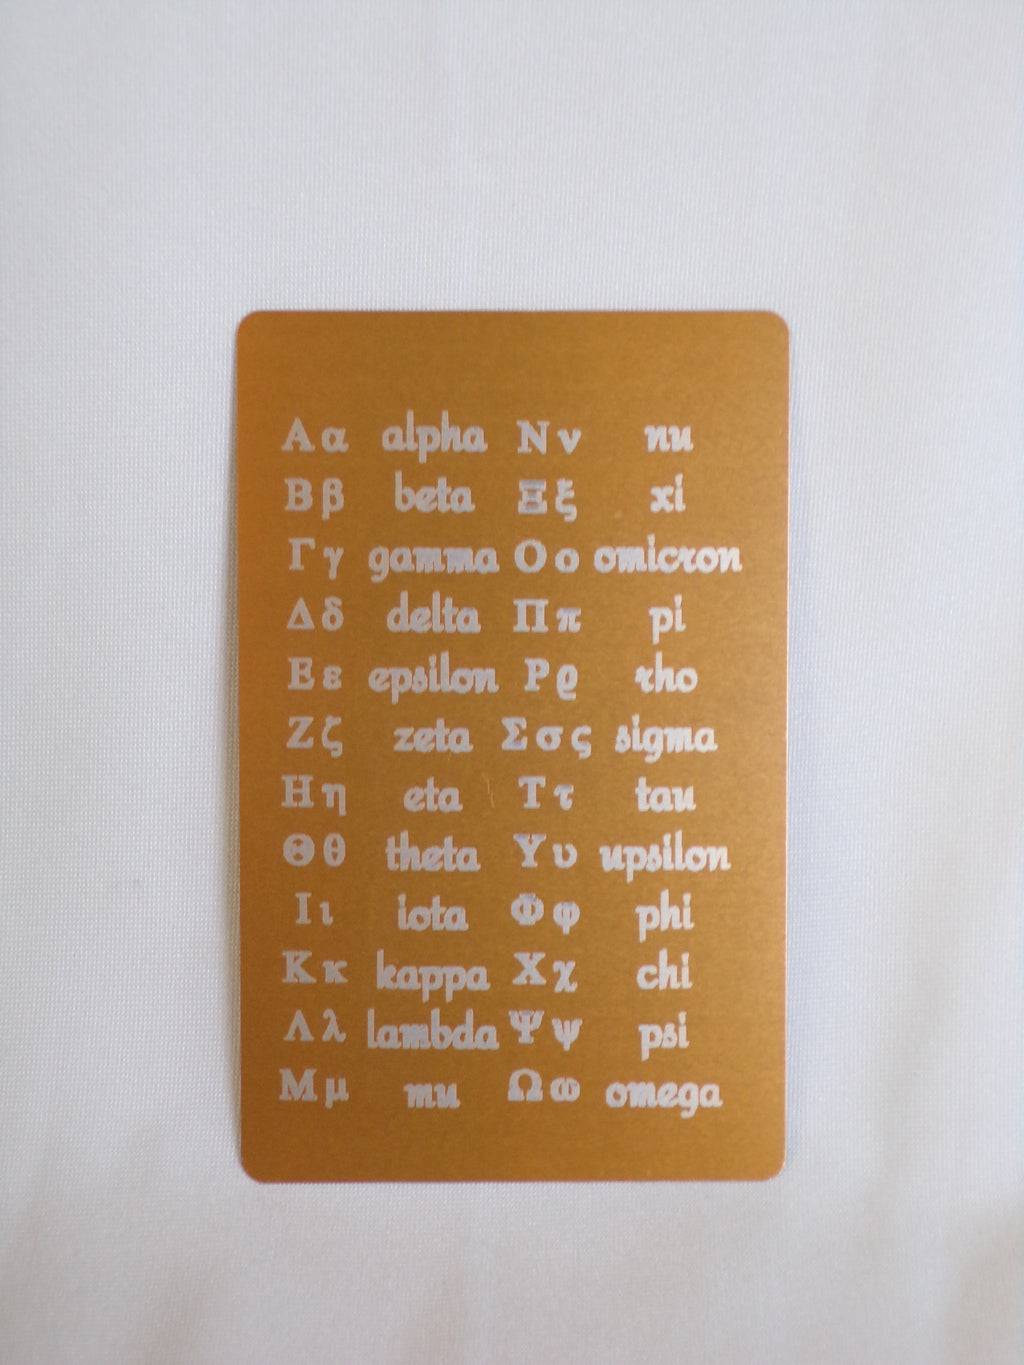 Α α alpha Ν ν nu
Β β beta Ξ ξ xi
Γ γ gamma Ο ο omicron
Δ δ delta Π π pi
Ε ε epsilon Ρ ϱ rho
Ζ ζ zeta Σ σ ς sigma
Η η eta Τ τ tau
Θ θ theta Υ υ upsilon
Ι ι iota Φ φ phi
Κ κ kappa Χ χ chi
Λ λ lambda Ψ ψ psi
Μ μ mu Ω ω omega